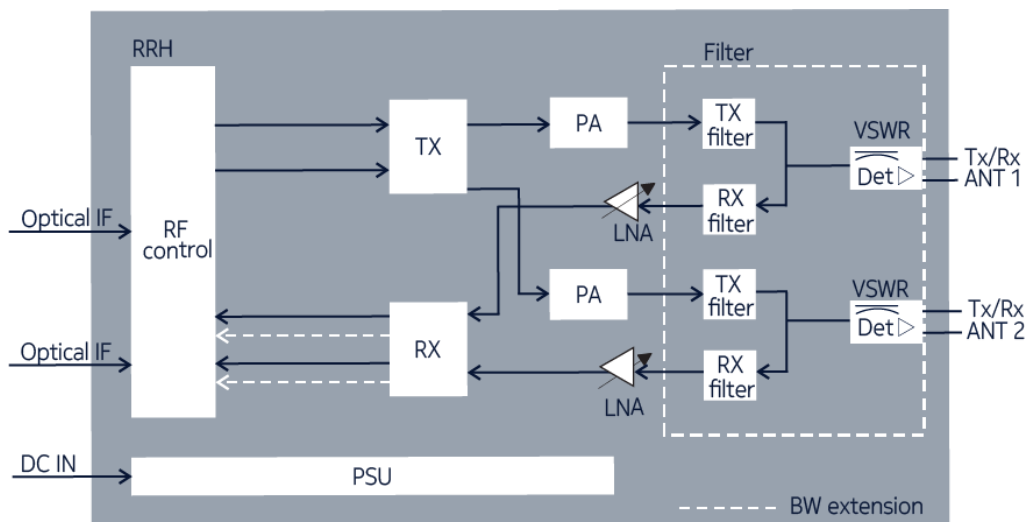 RRH
Filter
RF
control
TX
PA
TX
filter
VSWR
Det
Tx/Rx
ANT 1
RX
filter
LNA
Optical IF
PA
TX
filter
VSWR
Det
Tx/Rx
ANT 2
RX
RX
filter
LNA
Optical IF
DC IN
PSU
BW extension